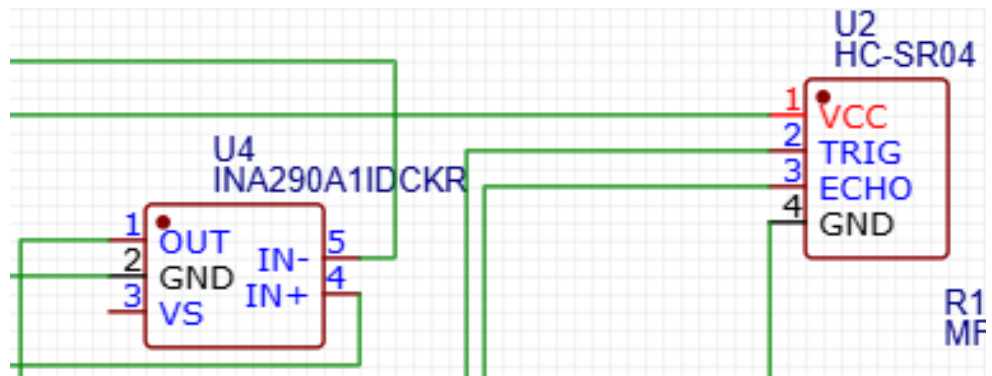 U2
HC-SR04
1 VCC
2 TRIG
3 ECHO
4 GND
U4
INA290A1IDCKR
1 OUT
2 GND
3 VS
5 IN-
4 IN+
R1